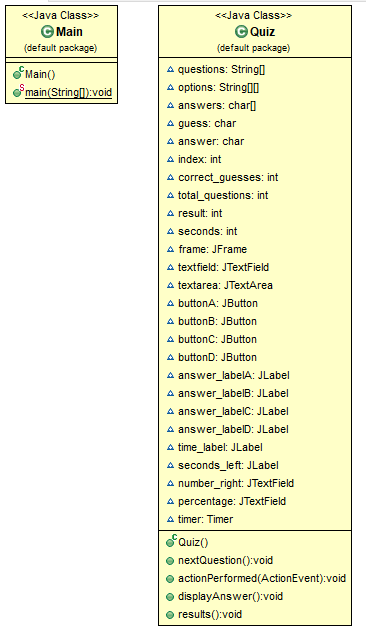 <<Java Class>>
Main
(default package)
Main()
main(String[]):void
<<Java Class>>
Quiz
(default package)
questions: String[]
options: String[][]
answers: char[]
guess: char
answer: char
index: int
correct_guesses: int
total_questions: int
result: int
seconds: int
frame: JFrame
textfield: JTextField
textarea: JTextArea
buttonA: JButton
buttonB: JButton
buttonC: JButton
buttonD: JButton
answer_labelA: JLabel
answer_labelB: JLabel
answer_labelC: JLabel
answer_labelD: JLabel
time_label: JLabel
seconds_left: JLabel
number_right: JTextField
percentage: JTextField
timer: Timer
Quiz()
nextQuestion():void
actionPerformed(ActionEvent):void
displayAnswer():void
results():void